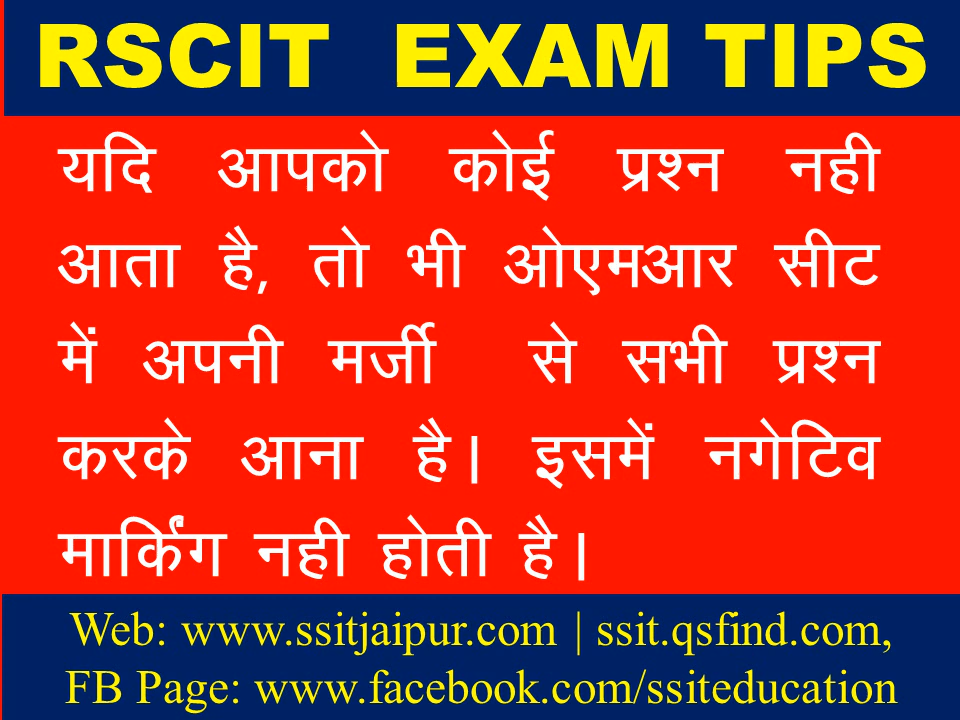 RSCIT EXAM TIPS
यदि आपको कोई प्रश्न नही
आता है, तो भी ओएमआर सीट
में अपनी मर्जी से सभी प्रश्न
करके आना है। इसमें नगेटिव
मार्किंग नही होती है।
Web: www.ssitjaipur.com | ssit.qsfind.com,
FB Page: www.facebook.com/ssiteducation